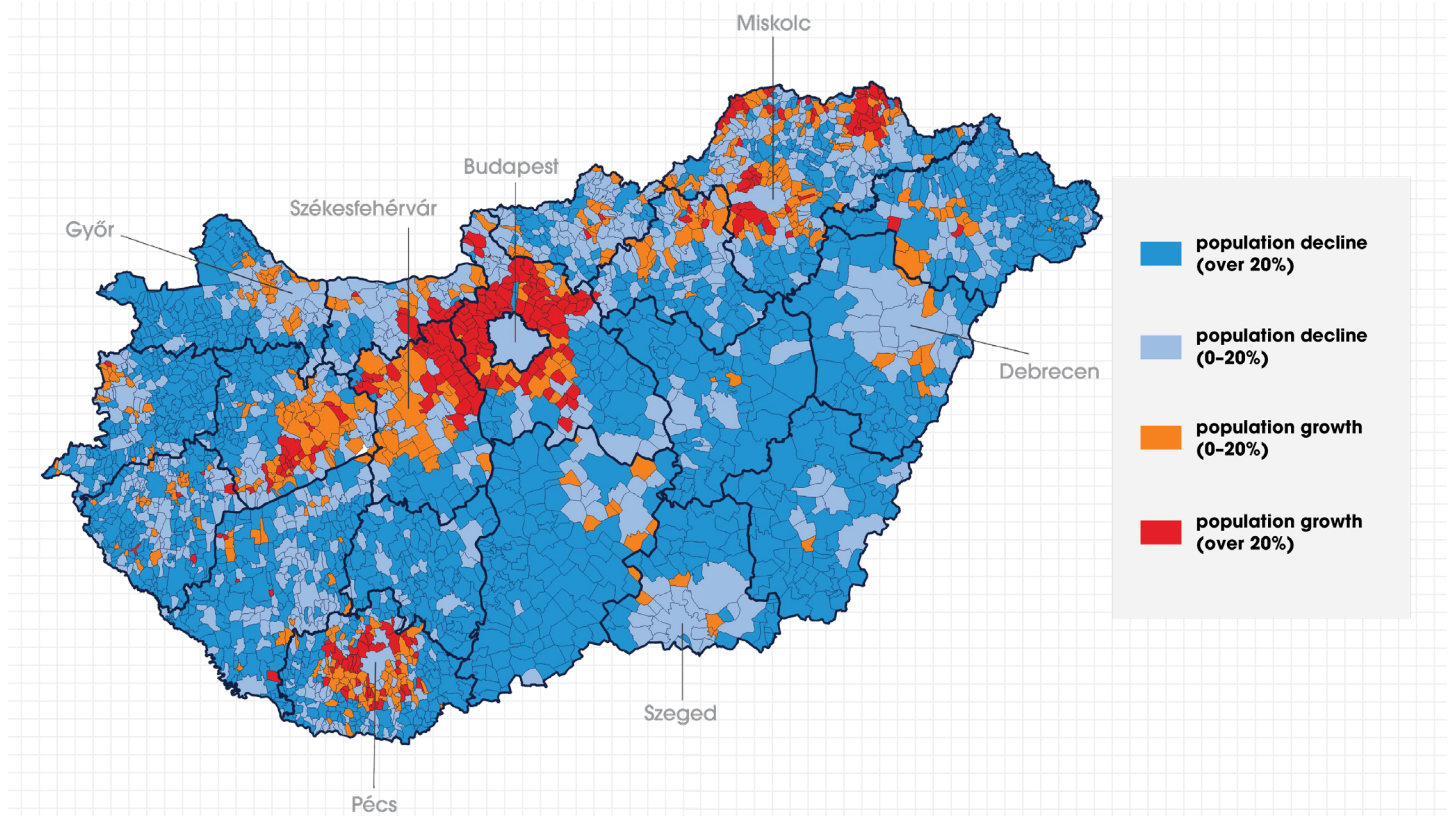 Miskolc
Budapest
Székesfehérvár
Győr
Debrecen
Szeged
Pécs
population decline
(over 20%)
population decline
(0–20%)
population growth
(0–20%)
population growth
(over 20%)